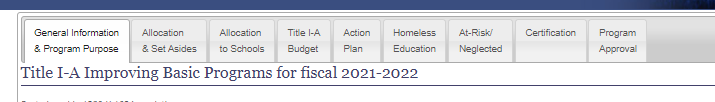 General Information Allocation Allocation Title I-A Action Homeless At-Risk/ Certification Program
& Program Purpose & Set Asides to Schools Budget Plan Education Neglected Approval
Title I-A Improving Basic Programs for fiscal 2021-2022